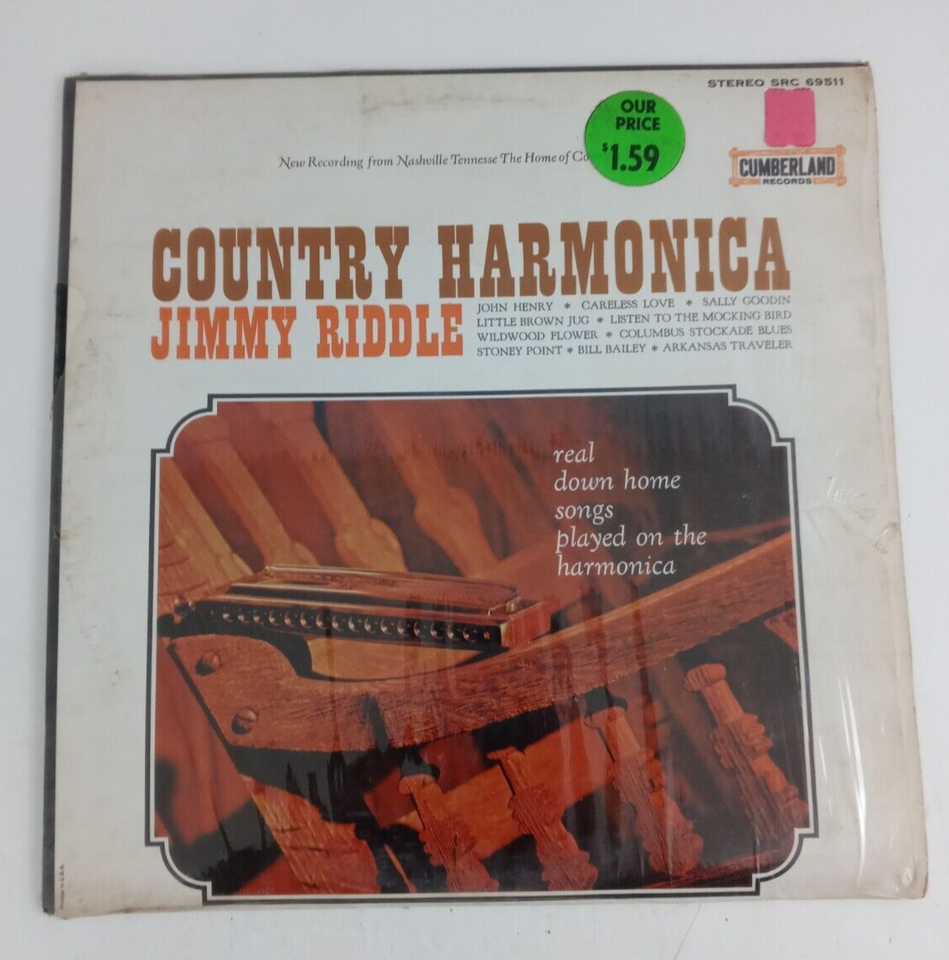 STEREO SRC 69511
OUR
PRICE
$1.59
New Recording from Nashville Tennesse The Home of Co
CUMBERLAND
RECORDS
COUNTRY HARMONICA
JIMMY RIDDLE
JOHN HENRY * CARELESS LOVE * SALLY GOODIN
LITTLE BROWN JUG * LISTEN TO THE MOCKING BIRD
WILDWOOD FLOWER * COLUMBUS STOCKADE BLUES
STONEY POINT * BILL BAILEY * ARKANSAS TRAVELER
real
down home
songs
played on the
harmonica
Printed in U.S.A.